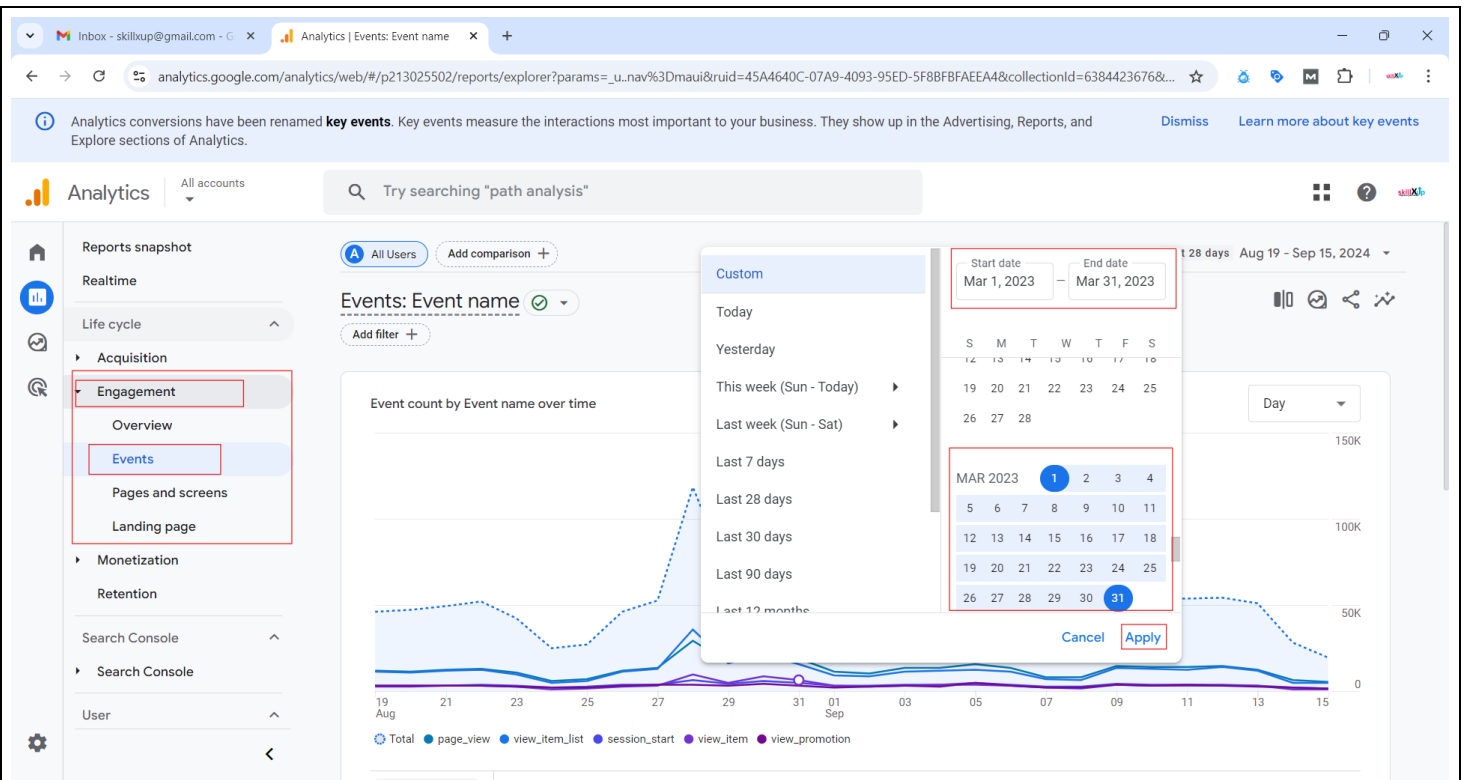 Inbox - skillxup@gmail.com - G
Analytics | Events: Event name
analytics.google.com/analytics/web/#/p213025502/reports/explorer?params=_u..nav%3Dmaui&ruid=45A4640C-07A9-4093-95ED-5F8BFBFAEEA4&collectionId=6384423676&...
Analytics conversions have been renamed key events. Key events measure the interactions most important to your business. They show up in the Advertising, Reports, and
Explore sections of Analytics.
Dismiss
Learn more about key events
Analytics
All accounts
Try searching "path analysis"
skillXUp
Reports snapshot
Realtime
Life cycle
Acquisition
Engagement
Overview
Events
Pages and screens
Landing page
Monetization
Retention
Search Console
Search Console
User
A All Users
Add comparison +
t 28 days Aug 19 - Sep 15, 2024
Events: Event name
Add filter +
Event count by Event name over time
Day
Custom
Today
Yesterday
This week (Sun - Today)
Last week (Sun - Sat)
Last 7 days
Last 28 days
Last 30 days
Last 90 days
Last 12 months
Start date
Mar 1, 2023
–
End date
Mar 31, 2023
S M T W T F S
12 13 14 15 16 17 18
19 20 21 22 23 24 25
26 27 28
MAR 2023 1 2 3 4
5 6 7 8 9 10 11
12 13 14 15 16 17 18
19 20 21 22 23 24 25
26 27 28 29 30 31
Cancel
Apply
150K
100K
50K
0
19 21 23 25 27 29 31 01 03 05 07 09 11 13 15
Aug Sep
Total page_view view_item_list session_start view_item view_promotion